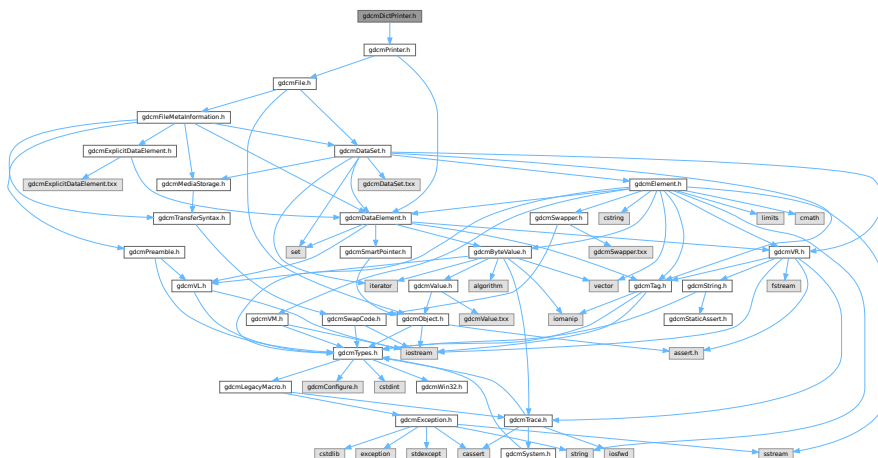 gdcmDictPrinter.h
gdcmPrinter.h
gdcmFile.h
gdcmFileMetaInformation.h
gdcmExplicitDataElement.h
gdcmDataSet.h
gdcmExplicitDataElement.txx
gdcmMediaStorage.h
gdcmDataSet.txx
gdcmElement.h
gdcmTransferSyntax.h
gdcmDataElement.h
gdcmSwapper.h
cstring
limits
cmath
gdcmPreamble.h
set
gdcmSmartPointer.h
gdcmByteValue.h
gdcmSwapper.txx
gdcmVR.h
gdcmVL.h
iterator
gdcmValue.h
algorithm
vector
gdcmTag.h
gdcmString.h
fstream
gdcmVM.h
gdcmSwapCode.h
gdcmObject.h
gdcmValue.txx
iomanip
gdcmStaticAssert.h
gdcmTypes.h
iostream
assert.h
gdcmLegacyMacro.h
gdcmConfigure.h
cstdint
gdcmWin32.h
gdcmException.h
gdcmTrace.h
cstdlib
exception
stdexcept
cassert
gdcmSystem.h
string
iosfwd
sstream